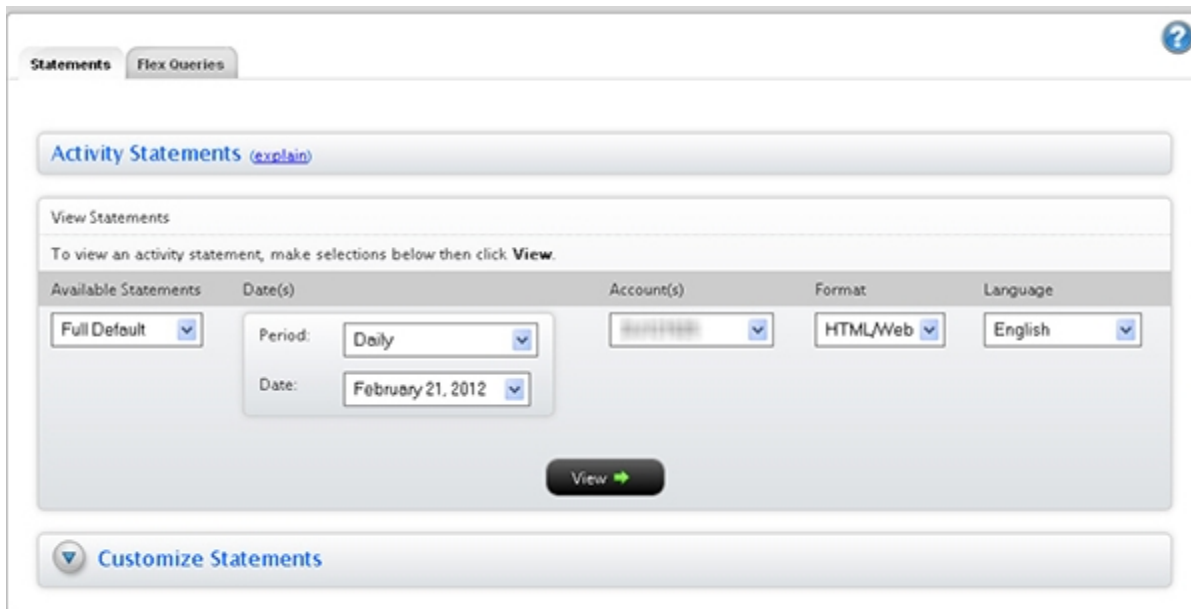 ?
Statements Flex Queries
Activity Statements (explain)
View Statements
To view an activity statement, make selections below then click View.
Available Statements Date(s) Account(s) Format Language
Full Default Period: Daily HTML/Web English
Date: February 21, 2012
View
Customize Statements